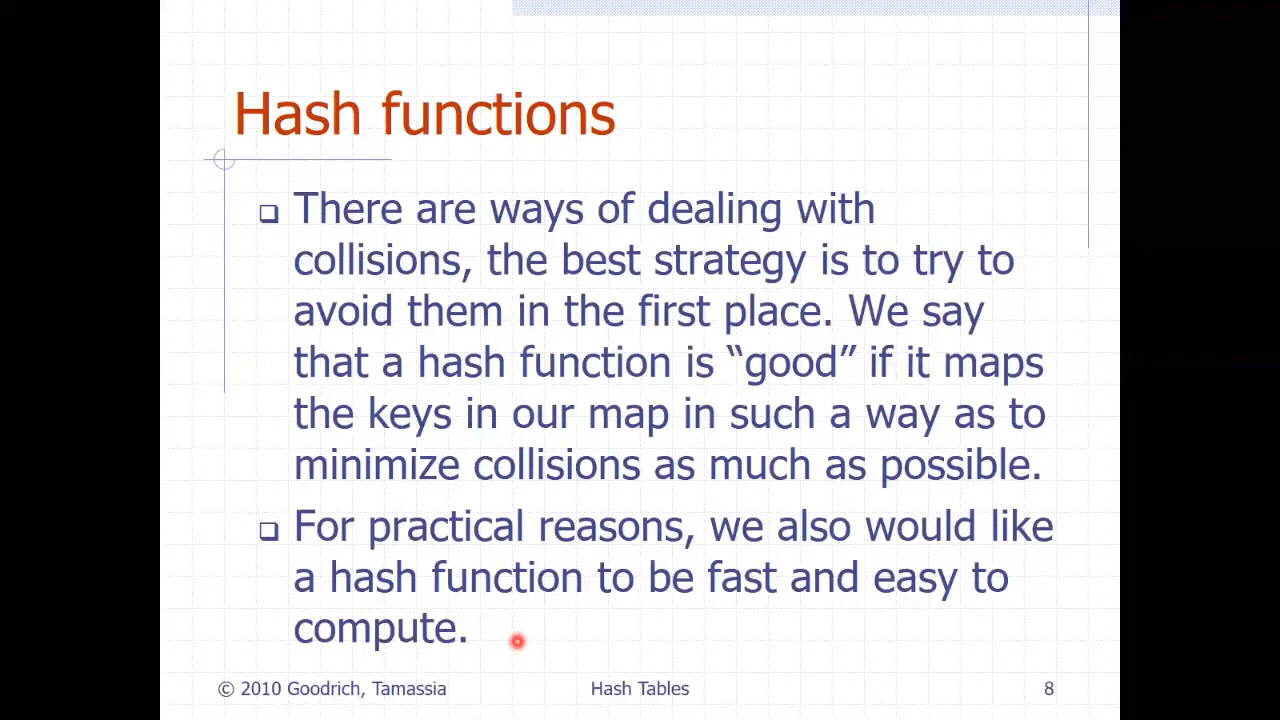 Hash functions
There are ways of dealing with
collisions, the best strategy is to try to
avoid them in the first place. We say
that a hash function is “good” if it maps
the keys in our map in such a way as to
minimize collisions as much as possible.
For practical reasons, we also would like
a hash function to be fast and easy to
compute.
© 2010 Goodrich, Tamassia Hash Tables 8